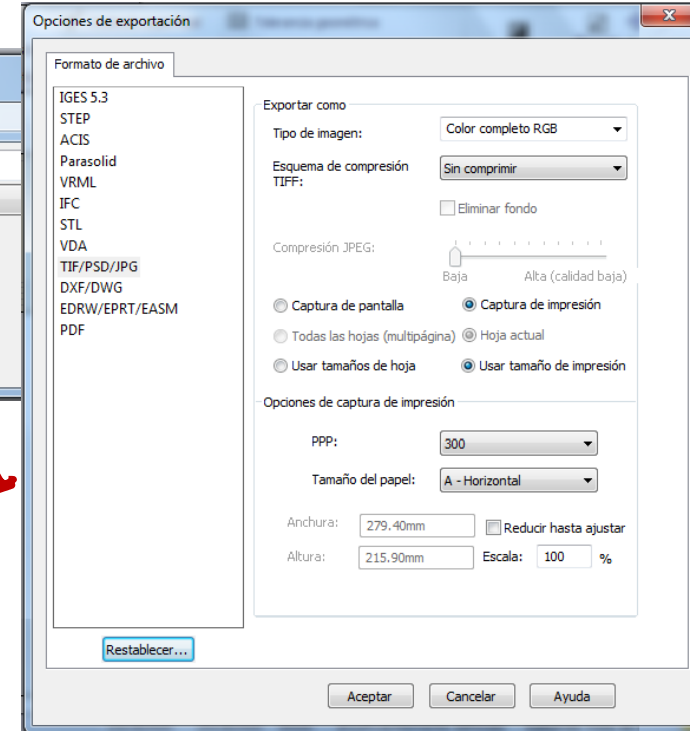 Opciones de exportación
Formato de archivo
IGES 5.3
STEP
ACIS
Parasolid
VRML
IFC
STL
VDA
TIF/PSD/JPG
DXF/DWG
EDRW/EPRT/EASM
PDF
Restablecer...
Exportar como
Tipo de imagen: Color completo RGB
Esquema de compresión TIFF: Sin comprimir
Eliminar fondo
Compresión JPEG:
Baja Alta (calidad baja)
Captura de pantalla Captura de impresión
Todas las hojas (multipágina) Hoja actual
Usar tamaños de hoja Usar tamaño de impresión
Opciones de captura de impresión
PPP: 300
Tamaño del papel: A - Horizontal
Anchura: 279.40mm Reducir hasta ajustar
Altura: 215.90mm Escala: 100 %
Aceptar Cancelar Ayuda